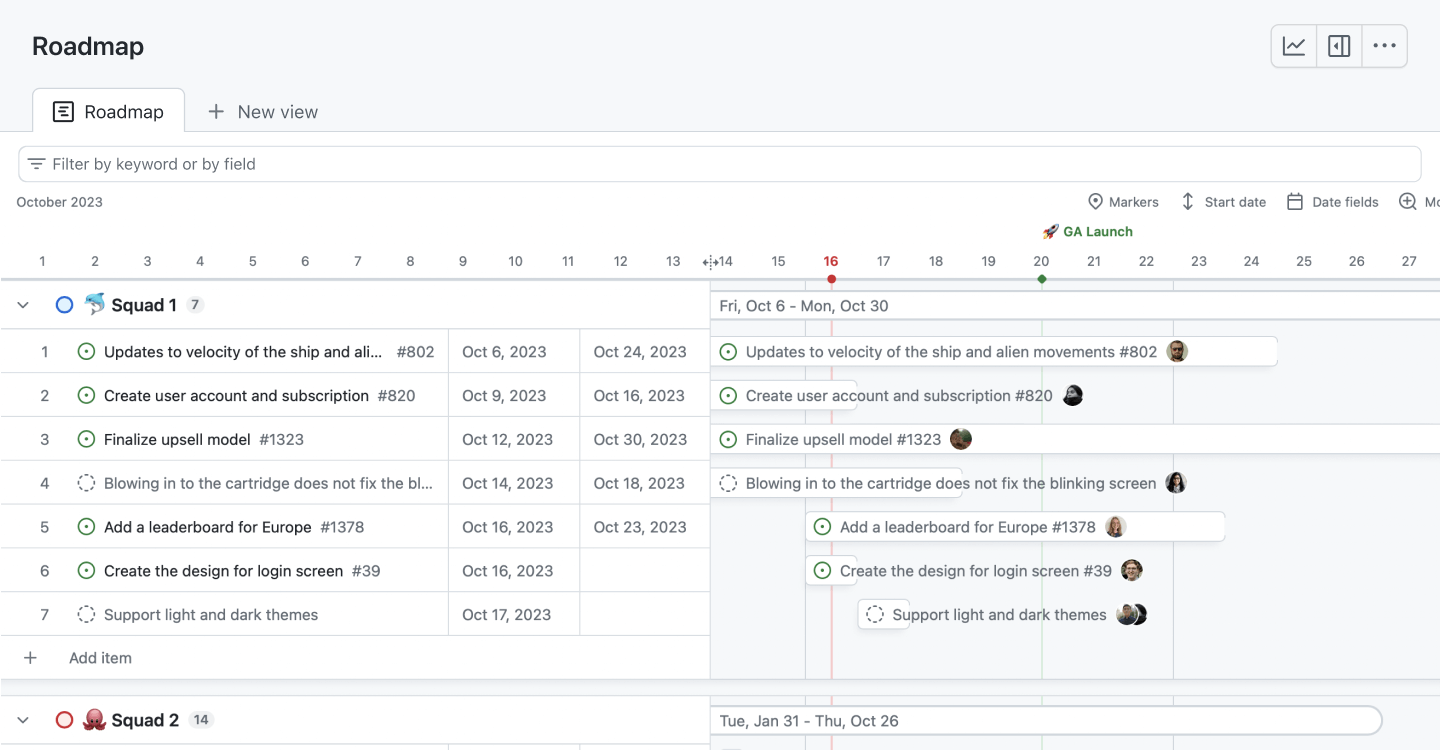 Roadmap
Roadmap
New view
Filter by keyword or by field
October 2023
Markers Start date Date fields
GA Launch
1 2 3 4 5 6 7 8 9 10 11 12 13 14 15 16 17 18 19 20 21 22 23 24 25 26 27
Squad 1 7 Fri, Oct 6 - Mon, Oct 30
1 Updates to velocity of the ship and ali... #802 Oct 6, 2023 Oct 24, 2023 Updates to velocity of the ship and alien movements #802
2 Create user account and subscription #820 Oct 9, 2023 Oct 16, 2023 Create user account and subscription #820
3 Finalize upsell model #1323 Oct 12, 2023 Oct 30, 2023 Finalize upsell model #1323
4 Blowing in to the cartridge does not fix the bl... Oct 14, 2023 Oct 18, 2023 Blowing in to the cartridge does not fix the blinking screen
5 Add a leaderboard for Europe #1378 Oct 16, 2023 Oct 23, 2023 Add a leaderboard for Europe #1378
6 Create the design for login screen #39 Oct 16, 2023 Create the design for login screen #39
7 Support light and dark themes Oct 17, 2023 Support light and dark themes
Add item
Squad 2 14 Tue, Jan 31 - Thu, Oct 26